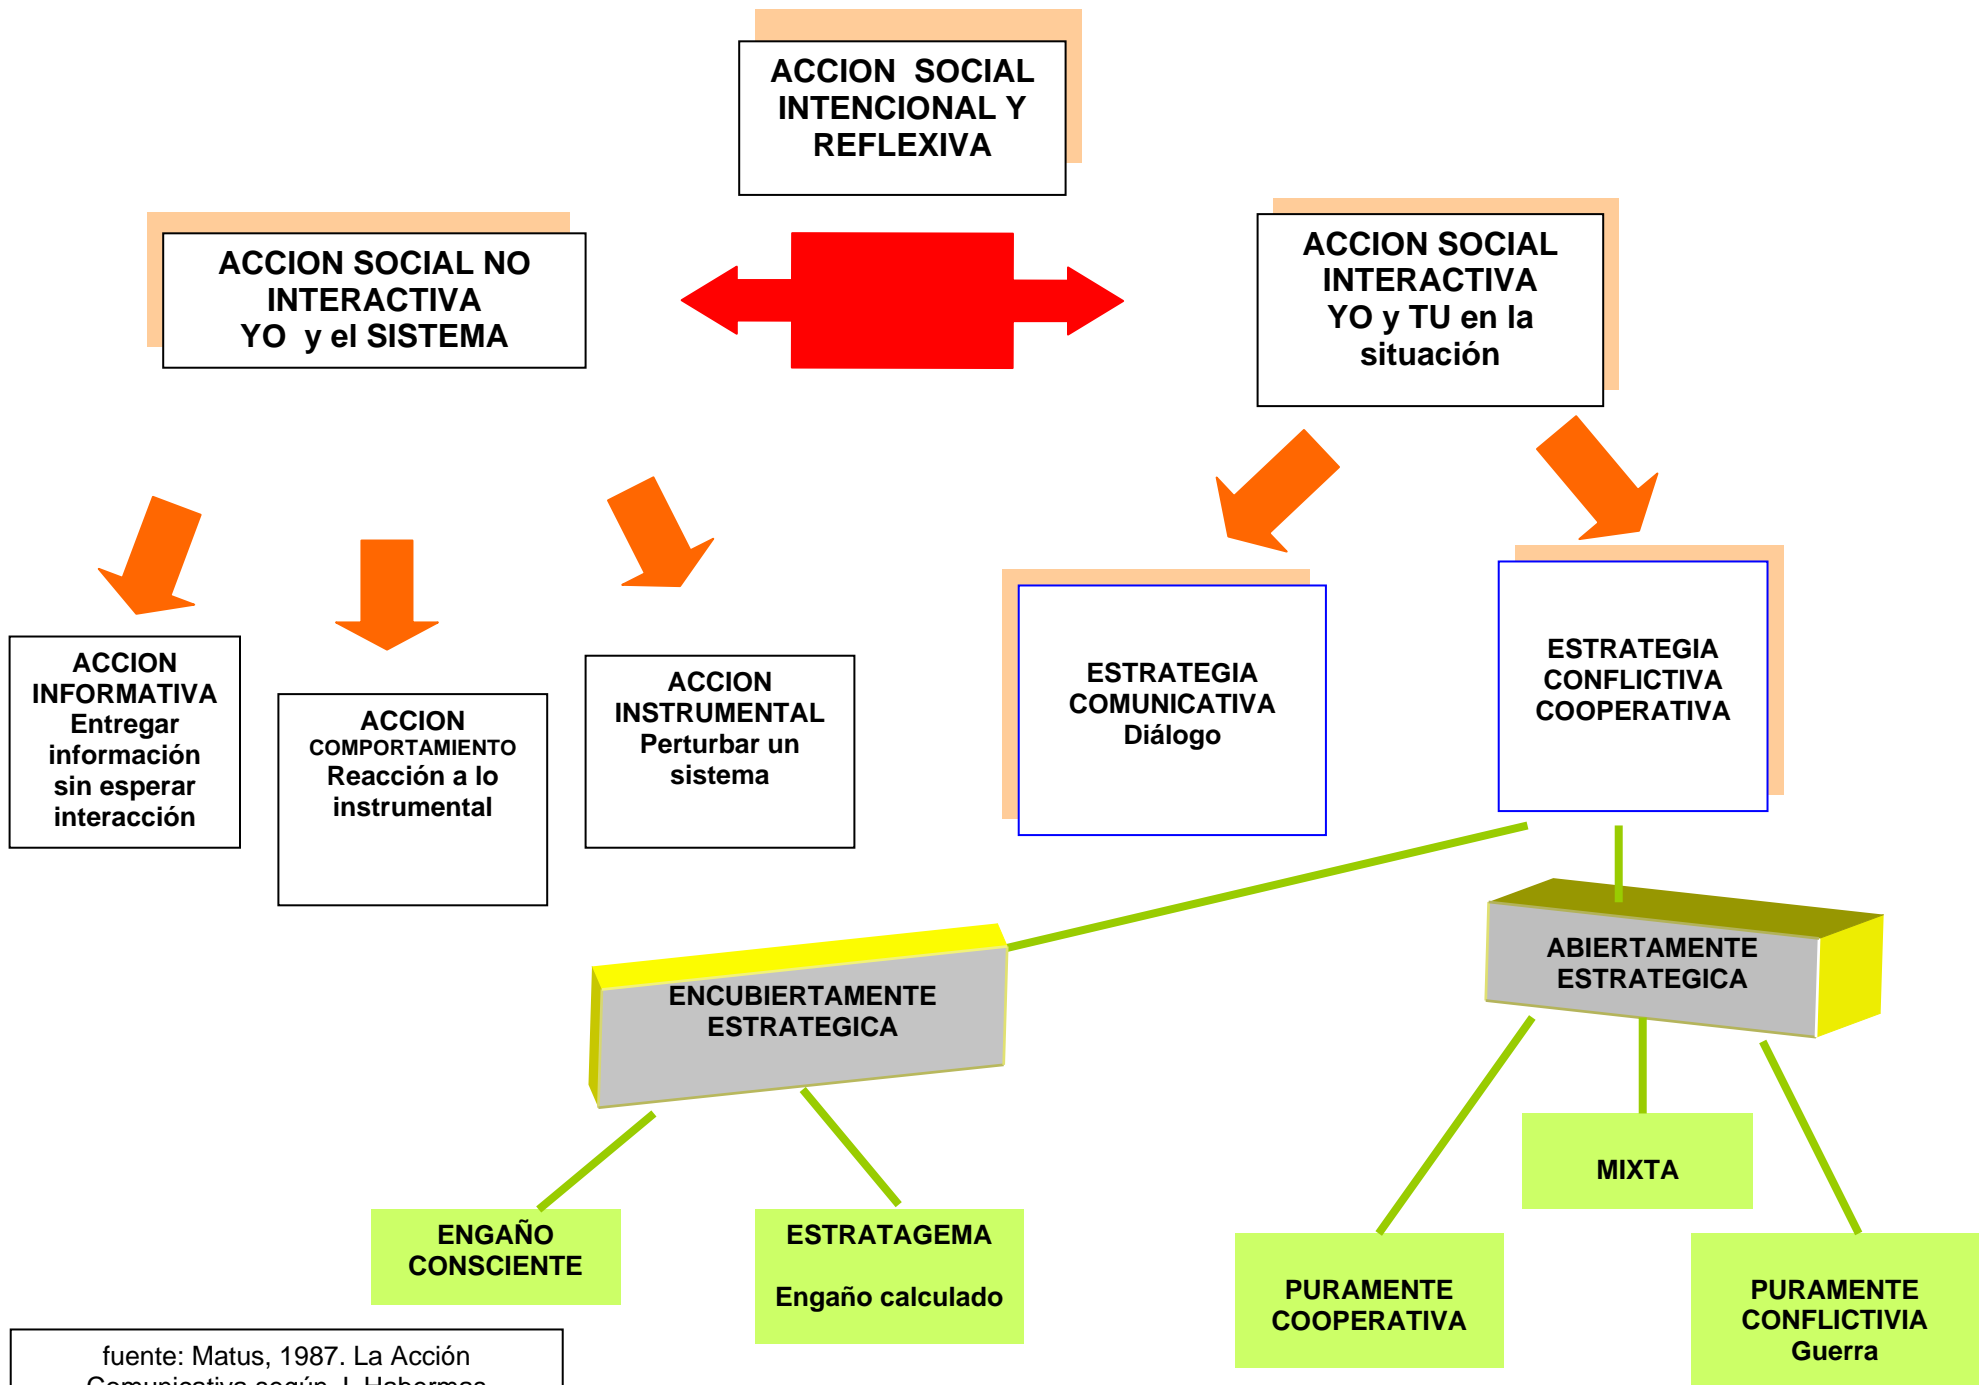 ACCION SOCIAL
INTENCIONAL Y
REFLEXIVA
ACCION SOCIAL NO
INTERACTIVA
YO y el SISTEMA
ACCION SOCIAL
INTERACTIVA
YO y TU en la
situación
ACCION
INFORMATIVA
Entregar
información
sin esperar
interacción
ACCION
COMPORTAMIENTO
Reacción a lo
instrumental
ACCION
INSTRUMENTAL
Perturbar un
sistema
ESTRATEGIA
COMUNICATIVA
Diálogo
ESTRATEGIA
CONFLICTIVA
COOPERATIVA
ENCUBIERTAMENTE
ESTRATEGICA
ABIERTAMENTE
ESTRATEGICA
ENGAÑO
CONSCIENTE
ESTRATAGEMA
Engaño calculado
MIXTA
PURAMENTE
COOPERATIVA
PURAMENTE
CONFLICTIVIA
Guerra
fuente: Matus, 1987. La Acción
Comunicativa según J. Habermas